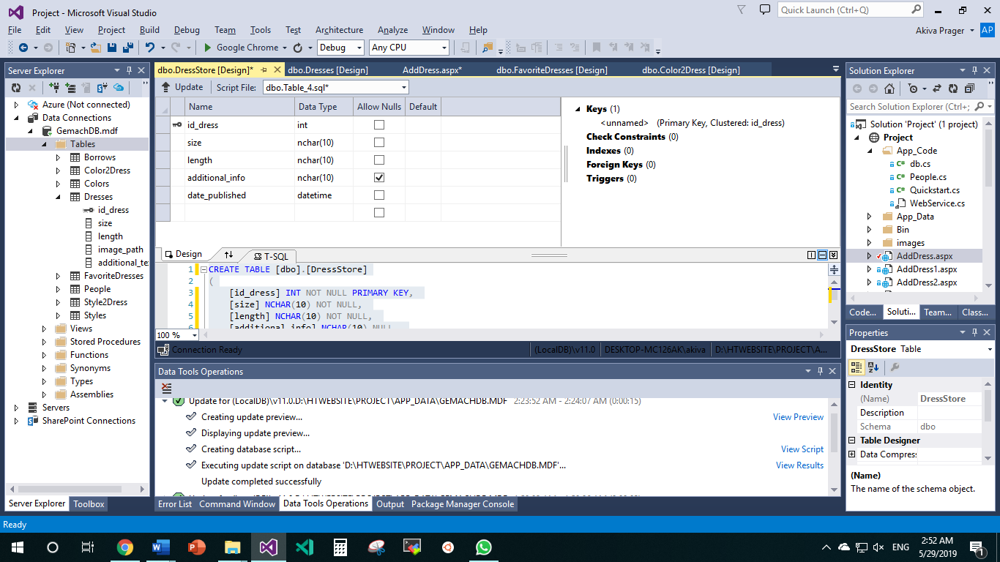 Project - Microsoft Visual Studio
Quick Launch (Ctrl+Q)
File Edit View Project Build Debug Team Tools Test Architecture Analyze Window Help
Akiva Prager AP
Google Chrome Debug Any CPU
Server Explorer
Azure (Not connected)
Data Connections
GemachDB.mdf
Tables
Borrows
Color2Dress
Colors
Dresses
id_dress
size
length
image_path
additional_te
FavoriteDresses
People
Style2Dress
Styles
Views
Stored Procedures
Functions
Synonyms
Types
Assemblies
Servers
SharePoint Connections
Server Explorer Toolbox
dbo.DressStore [Design]* dbo.Dresses [Design] AddDress.aspx* dbo.FavoriteDresses [Design] dbo.Color2Dress [Design]
Update Script File: dbo.Table_4.sql*
Name Data Type Allow Nulls Default
id_dress int
size nchar(10)
length nchar(10)
additional_info nchar(10)
date_published datetime
Keys (1)
<unnamed> (Primary Key, Clustered: id_dress)
Check Constraints (0)
Indexes (0)
Foreign Keys (0)
Triggers (0)
Design T-SQL
1 CREATE TABLE [dbo].[DressStore]
2 (
3 [id_dress] INT NOT NULL PRIMARY KEY,
4 [size] NCHAR(10) NOT NULL,
5 [length] NCHAR(10) NOT NULL,
6 [additional_info] NCHAR(10) NULL
100 %
Connection Ready (LocalDB)\v11.0 DESKTOP-MC126AK\akiva D:\HTWEBSITE\PROJECT\A...
Data Tools Operations
Update for (LocalDB)\v11.0.D:\HTWEBSITE\PROJECT\APP_DATA\GEMACHDB.MDF 2:23:52 AM - 2:24:07 AM (0:00:15)
Creating update preview... View Preview
Displaying update preview...
Creating database script... View Script
Executing update script on database 'D:\HTWEBSITE\PROJECT\APP_DATA\GEMACHDB.MDF'... View Results
Update completed successfully
Error List Command Window Data Tools Operations Output Package Manager Console
Solution Explorer
Search Solution Explorer (Ctrl+;
Solution 'Project' (1 project)
Project
App_Code
db.cs
People.cs
Quickstart.cs
WebService.cs
App_Data
Bin
images
AddDress.aspx
AddDress1.aspx
AddDress2.aspx
Code... Soluti... Team... Class...
Properties
DressStore Table
Identity
(Name) DressStore
Description
Schema dbo
Table Designer
Data Compress
(Name)
The name of the schema object.
Ready
ENG
2:52 AM
5/29/2019
1